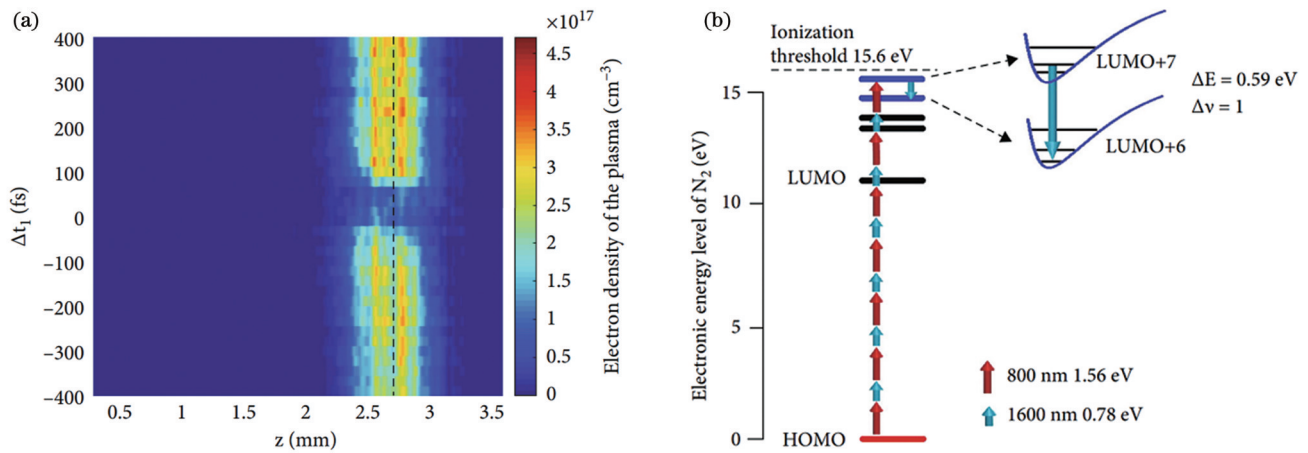 (a)
400
300
200
100
0
−100
−200
−300
−400
Δt₁ (fs)
0.5
1
1.5
2
2.5
3
3.5
z (mm)
×10¹⁷
4.5
4
3.5
3
2.5
2
1.5
1
0.5
0
Electron density of the plasma (cm⁻³)
(b)
Ionization
threshold 15.6 eV
15
10
5
0
Electronic energy level of N₂ (eV)
LUMO
HOMO
LUMO+7
LUMO+6
ΔE = 0.59 eV
Δν = 1
800 nm 1.56 eV
1600 nm 0.78 eV